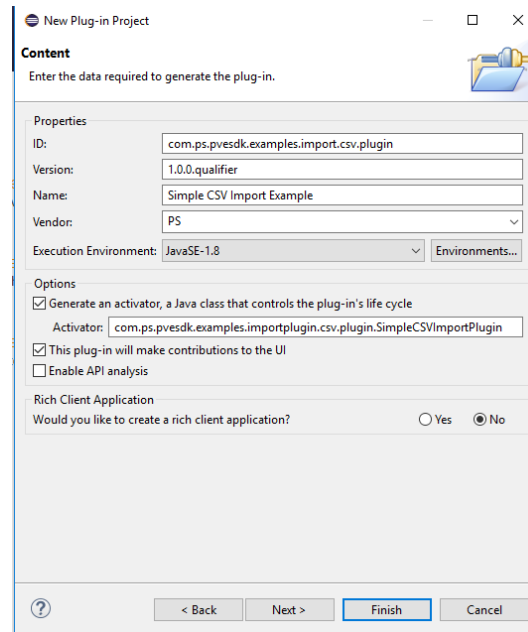 New Plug-in Project
Content
Enter the data required to generate the plug-in.
Properties
ID: com.ps.pvesdk.examples.import.csv.plugin
Version: 1.0.0.qualifier
Name: Simple CSV Import Example
Vendor: PS
Execution Environment: JavaSE-1.8 Environments...
Options
Generate an activator, a Java class that controls the plug-in's life cycle
Activator: com.ps.pvesdk.examples.importplugin.csv.plugin.SimpleCSVImportPlugin
This plug-in will make contributions to the UI
Enable API analysis
Rich Client Application
Would you like to create a rich client application? Yes No
? < Back Next > Finish Cancel